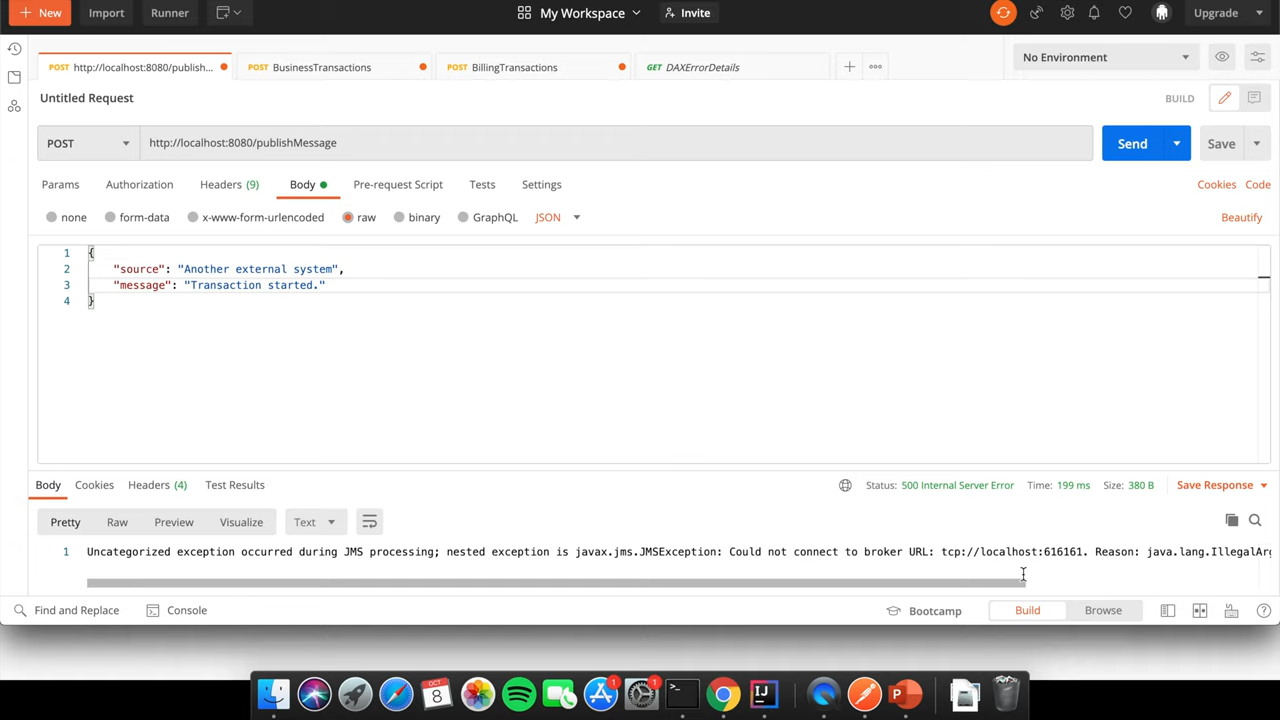 New
Import
Runner
My Workspace
Invite
Upgrade
POST http://localhost:8080/publish...
POST BusinessTransactions
POST BillingTransactions
GET DAXErrorDetails
No Environment
Untitled Request
BUILD
POST
http://localhost:8080/publishMessage
Send
Save
Params
Authorization
Headers (9)
Body
Pre-request Script
Tests
Settings
Cookies
Code
none
form-data
x-www-form-urlencoded
raw
binary
GraphQL
JSON
Beautify
1 {
2 "source": "Another external system",
3 "message": "Transaction started."
4 }
Body
Cookies
Headers (4)
Test Results
Status: 500 Internal Server Error
Time: 199 ms
Size: 380 B
Save Response
Pretty
Raw
Preview
Visualize
Text
1 Uncategorized exception occurred during JMS processing; nested exception is javax.jms.JMSException: Could not connect to broker URL: tcp://localhost:616161. Reason: java.lang.IllegalArg
Find and Replace
Console
Bootcamp
Build
Browse
OCT
8
1
1
IJ
P